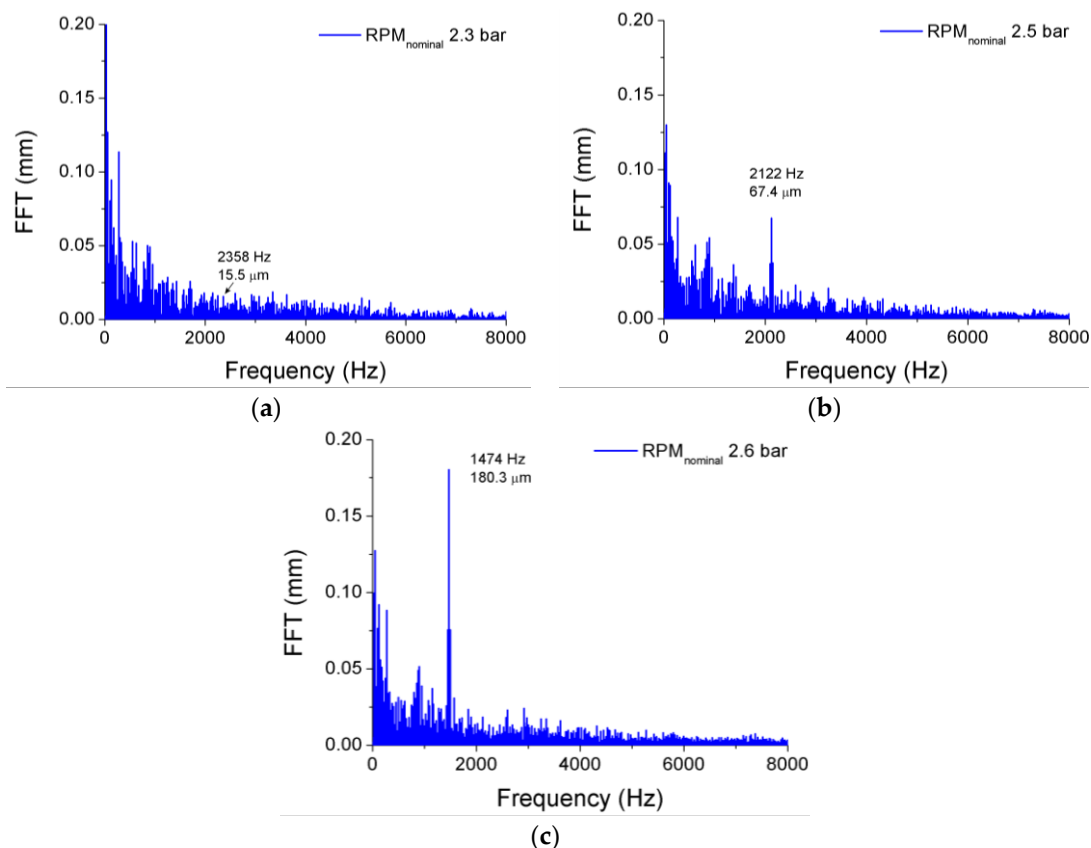 0.20
RPMnominal 2.3 bar
0.15
0.10
0.05
0.00
FFT (mm)
2358 Hz
15.5 μm
0 2000 4000 6000 8000
Frequency (Hz)
(a)
0.20
RPMnominal 2.5 bar
0.15
0.10
0.05
0.00
FFT (mm)
2122 Hz
67.4 μm
0 2000 4000 6000 8000
Frequency (Hz)
(b)
0.20
RPMnominal 2.6 bar
0.15
0.10
0.05
0.00
FFT (mm)
1474 Hz
180.3 μm
0 2000 4000 6000 8000
Frequency (Hz)
(c)